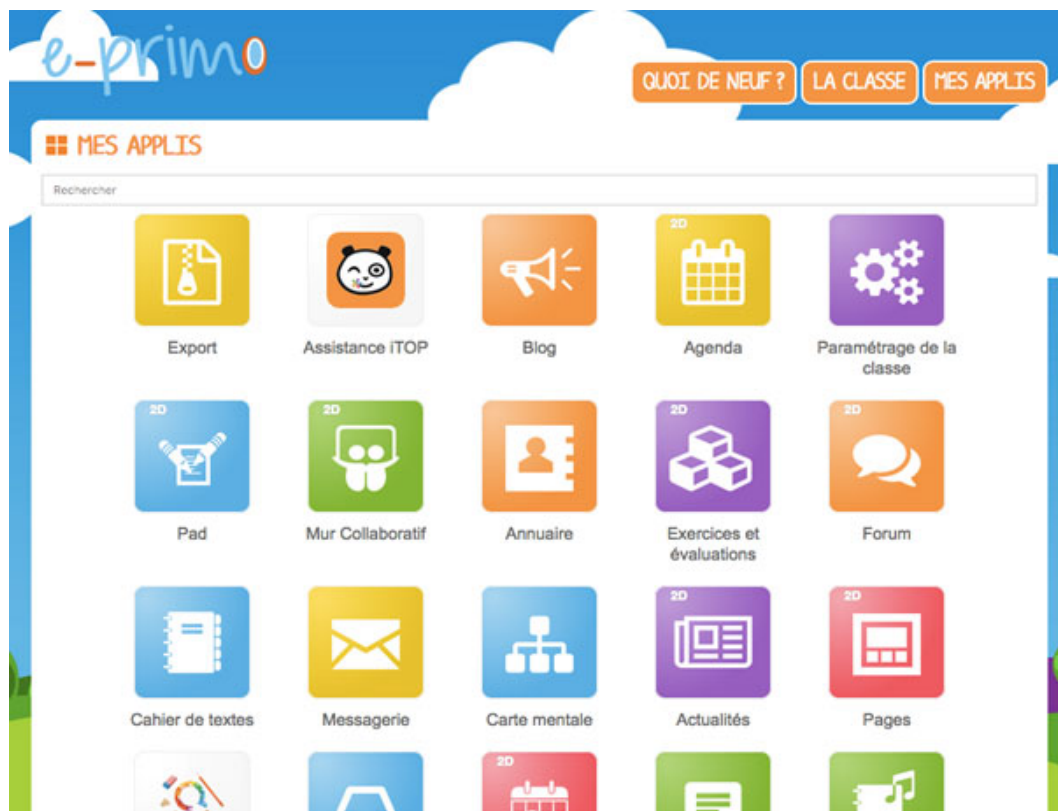 e-primo
QUOI DE NEUF ?
LA CLASSE
MES APPLIS
MES APPLIS
Rechercher
2D
Export
Assistance iTOP
Blog
Agenda
Paramétrage de la
classe
2D
2D
2D
2D
Pad
Mur Collaboratif
Annuaire
Exercices et
évaluations
Forum
2D
2D
Cahier de textes
Messagerie
Carte mentale
Actualités
Pages
2D